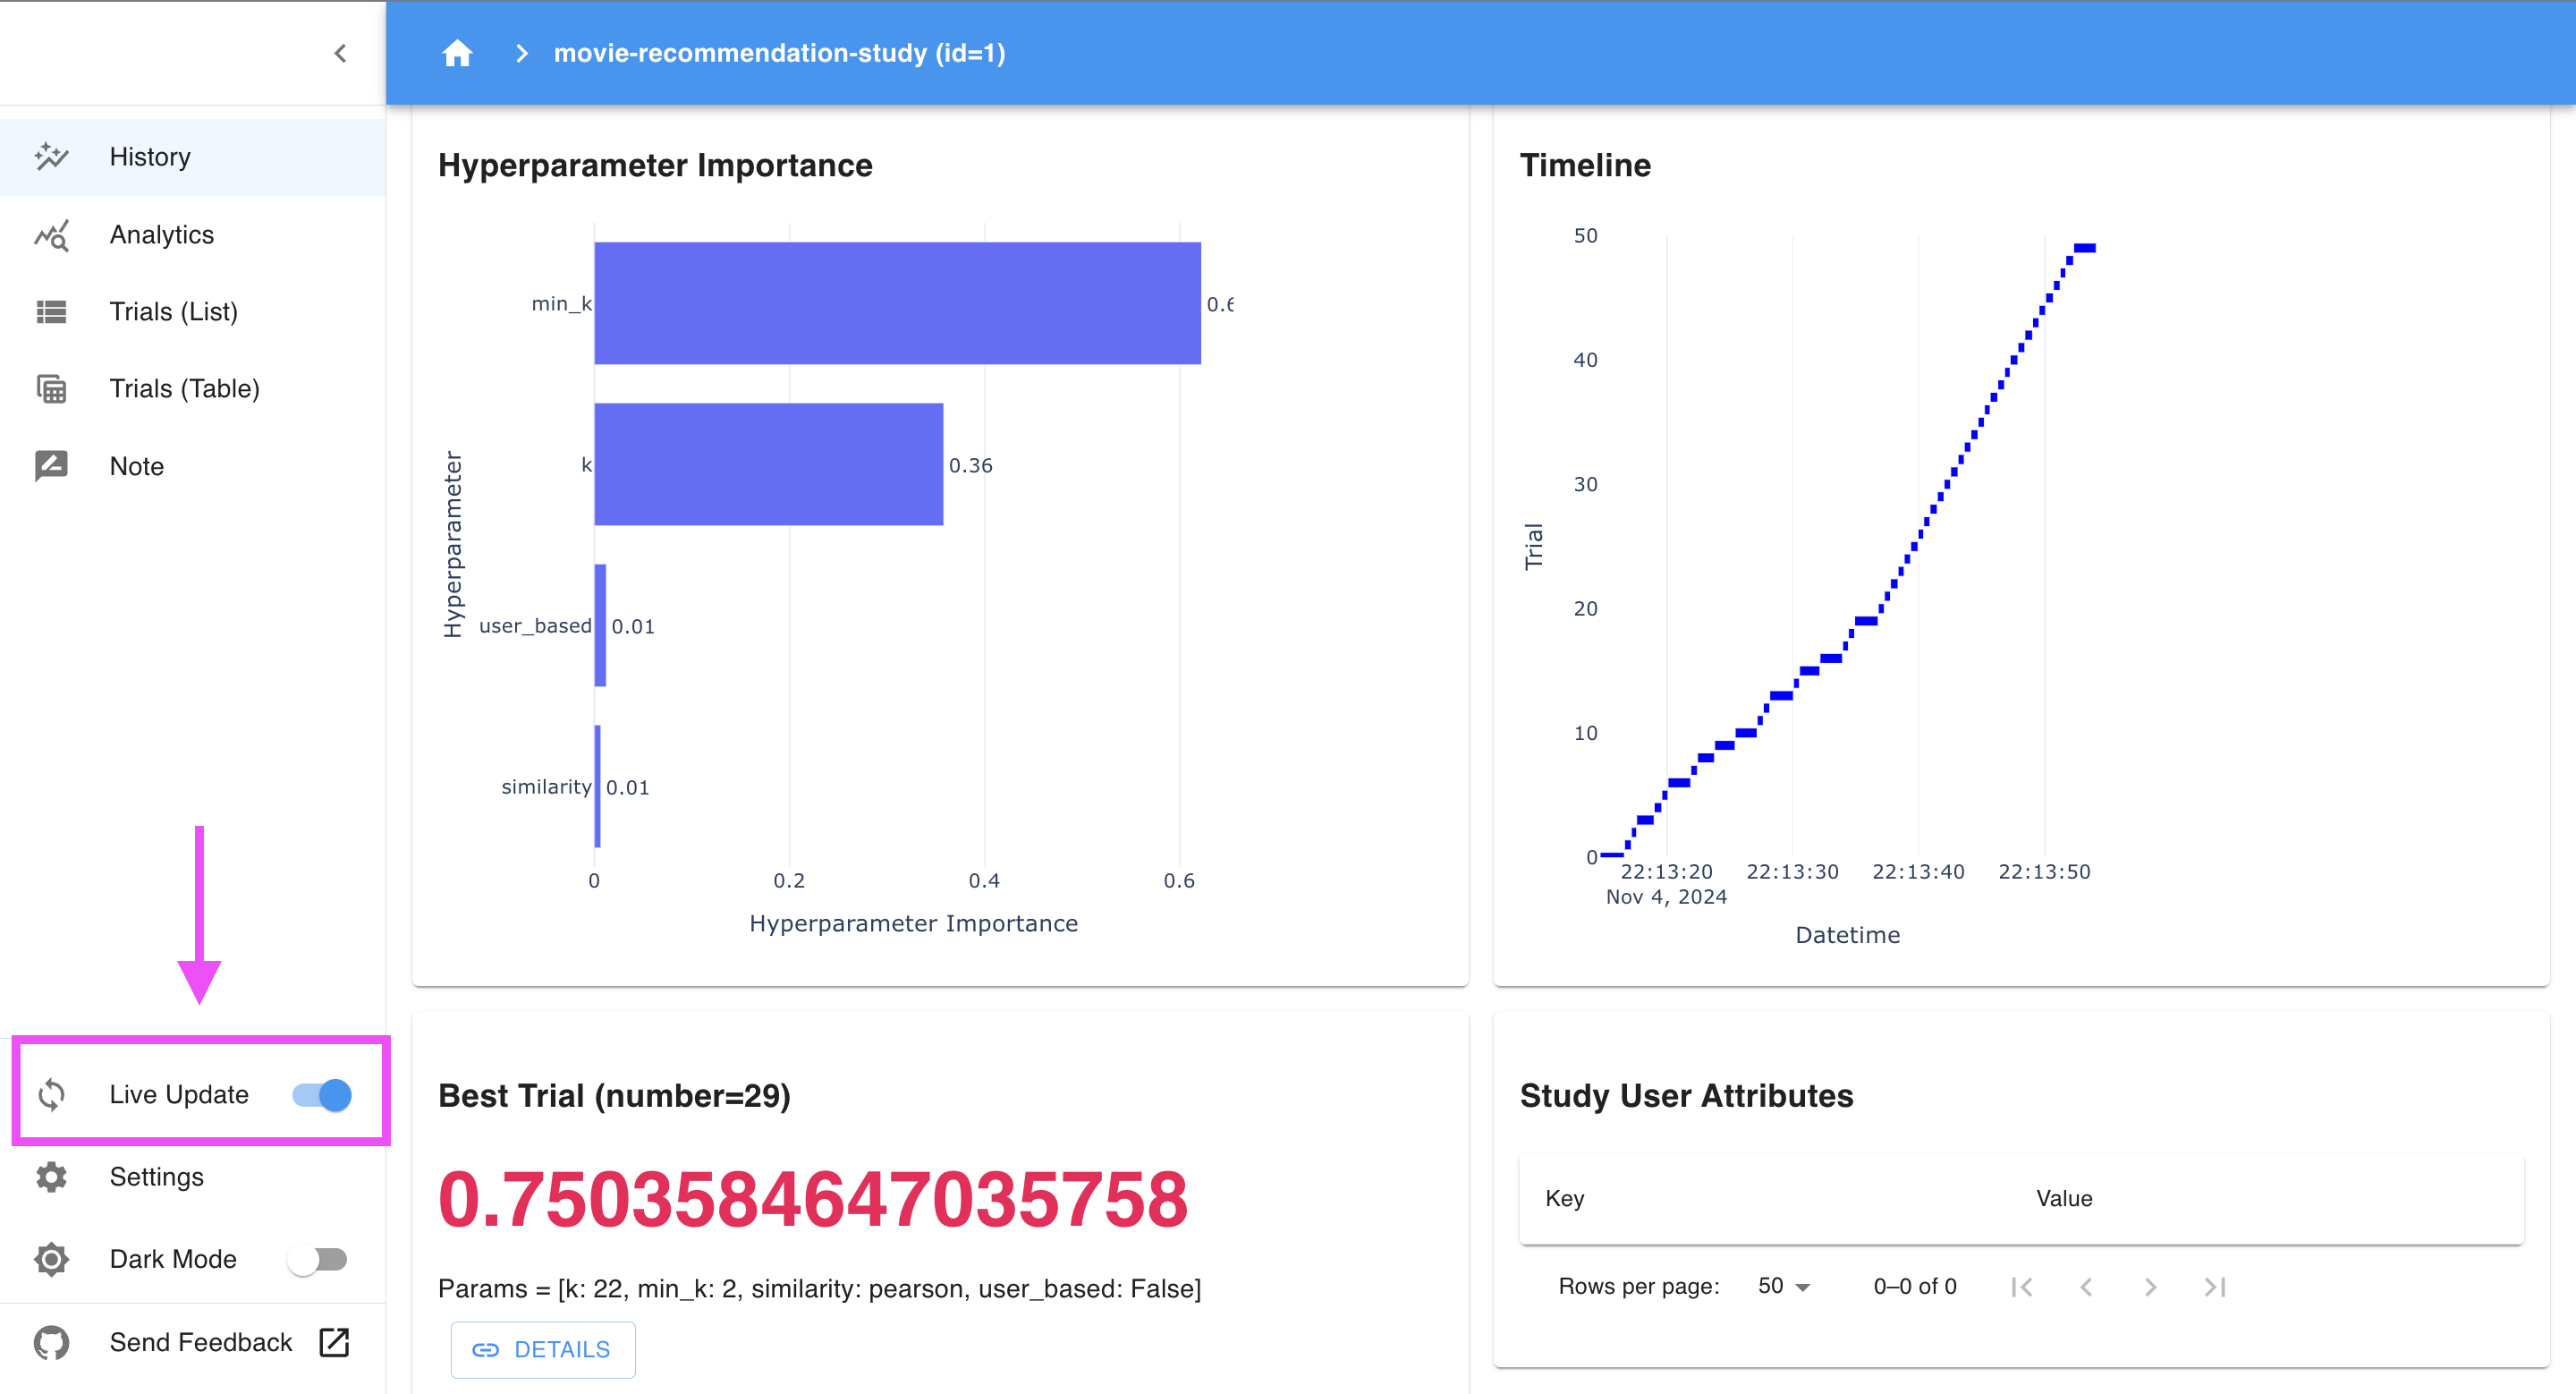 movie-recommendation-study (id=1)
History
Analytics
Trials (List)
Trials (Table)
Note
Live Update
Settings
Dark Mode
Send Feedback
Hyperparameter Importance
Hyperparameter
min_k
k
0.36
user_based
0.01
similarity
0.01
0 0.2 0.4 0.6
Hyperparameter Importance
Timeline
Trial
50
40
30
20
10
0
22:13:20 22:13:30 22:13:40 22:13:50
Nov 4, 2024
Datetime
Best Trial (number=29)
0.7503584647035758
Params = [k: 22, min_k: 2, similarity: pearson, user_based: False]
DETAILS
Study User Attributes
Key Value
Rows per page: 50 0–0 of 0